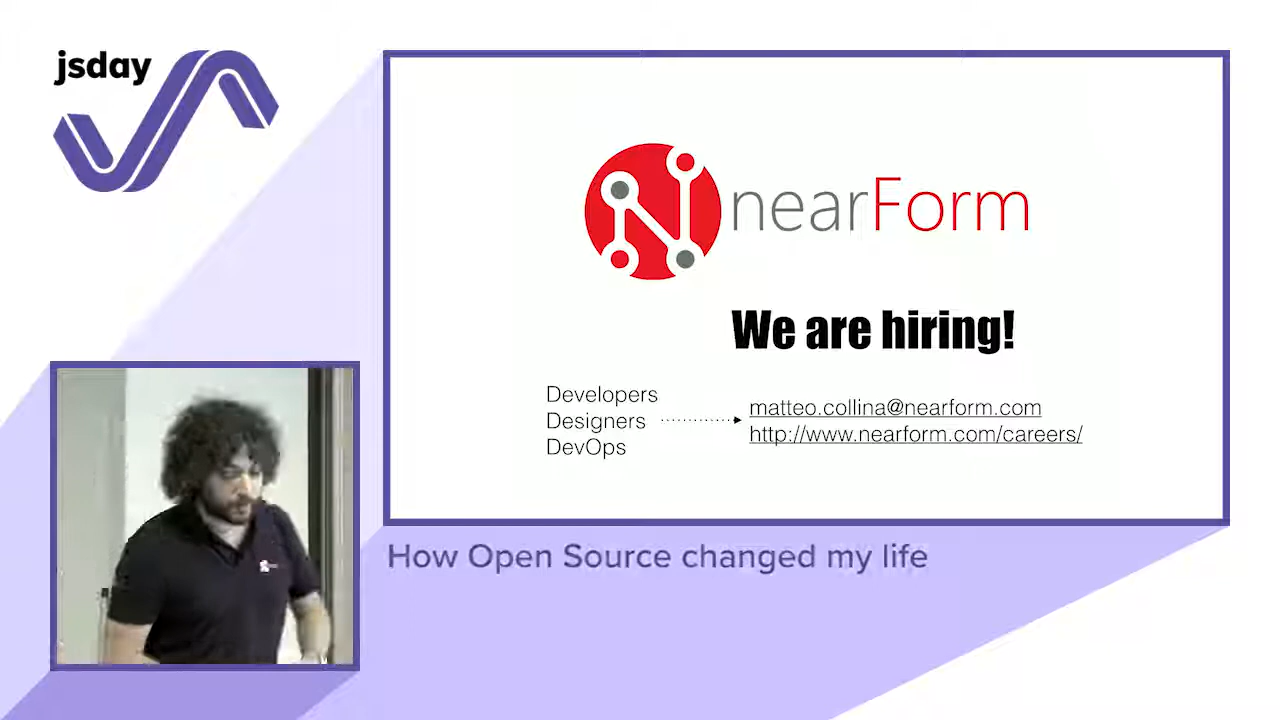 jsday
nearForm
We are hiring!
Developers
Designers
DevOps
matteo.collina@nearform.com
http://www.nearform.com/careers/
How Open Source changed my life